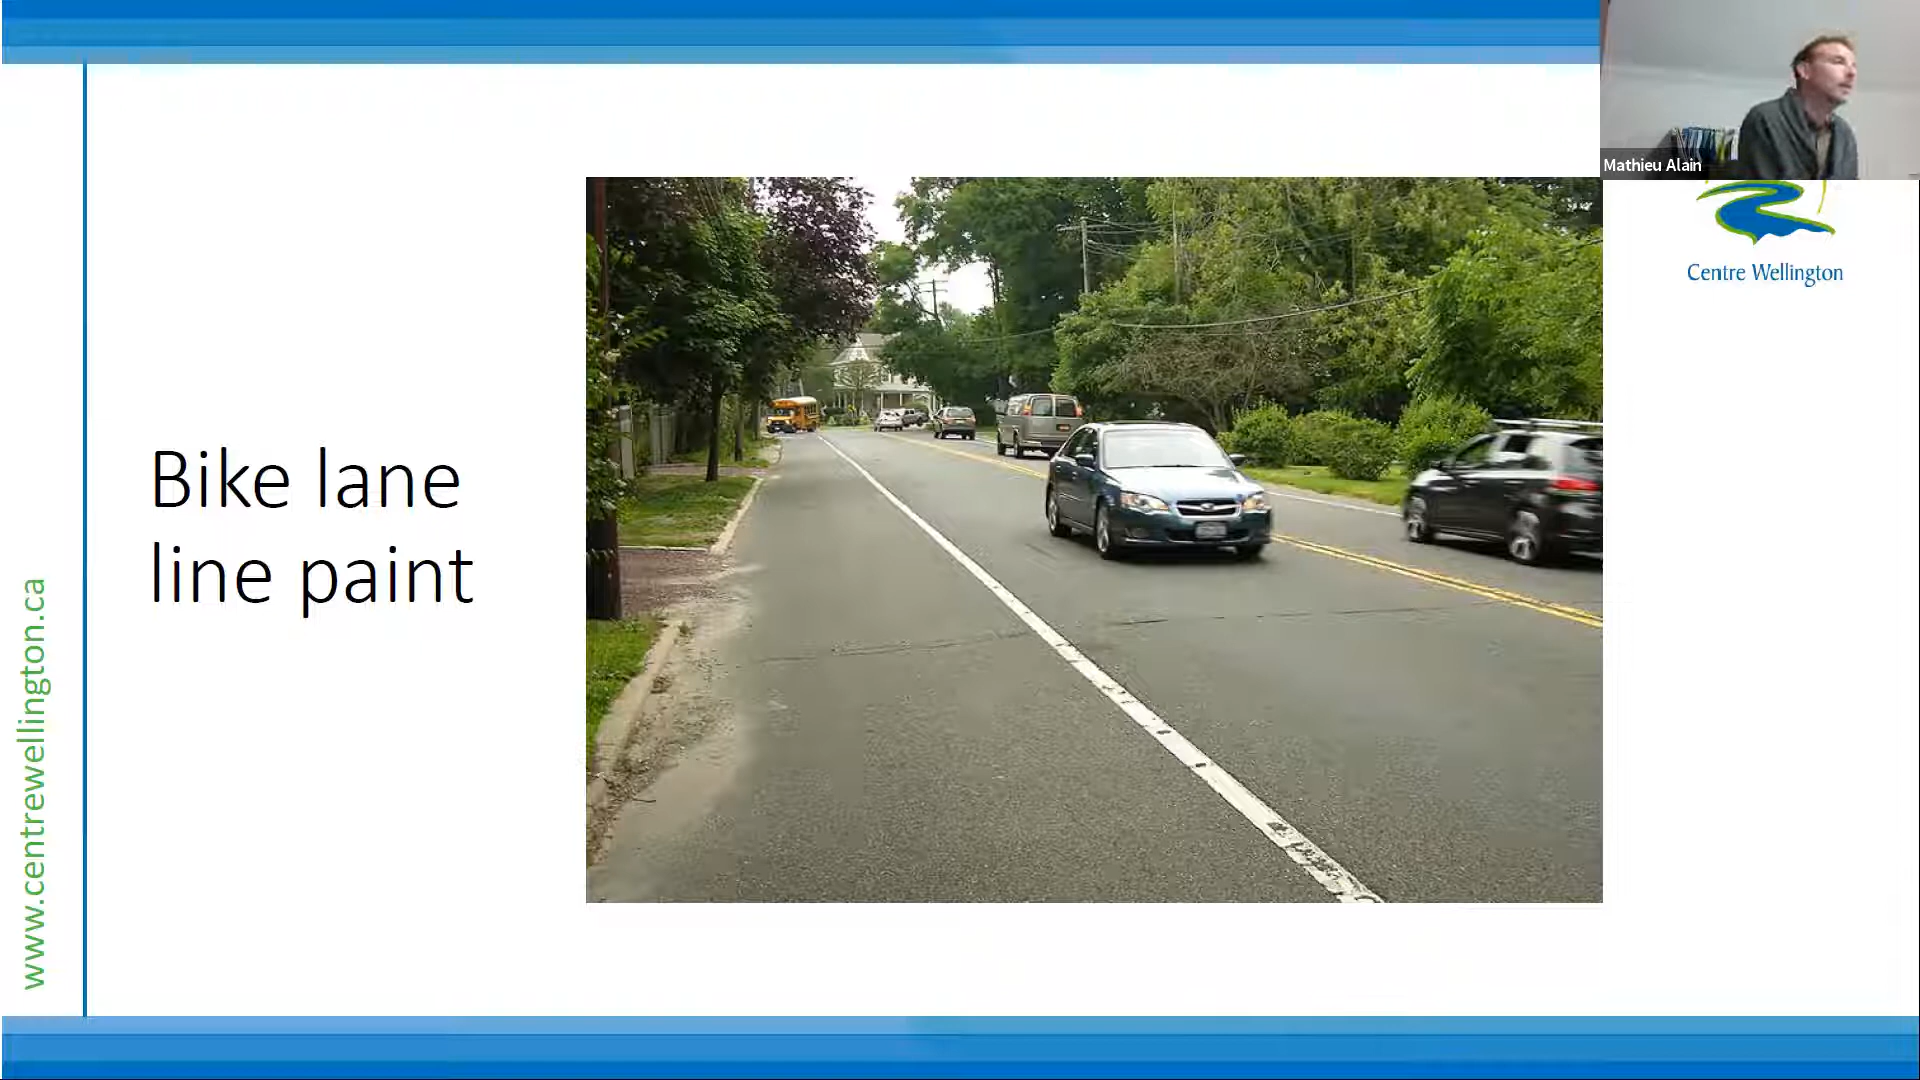 Mathieu Alain
Centre Wellington
Bike lane
line paint
www.centrewellington.ca